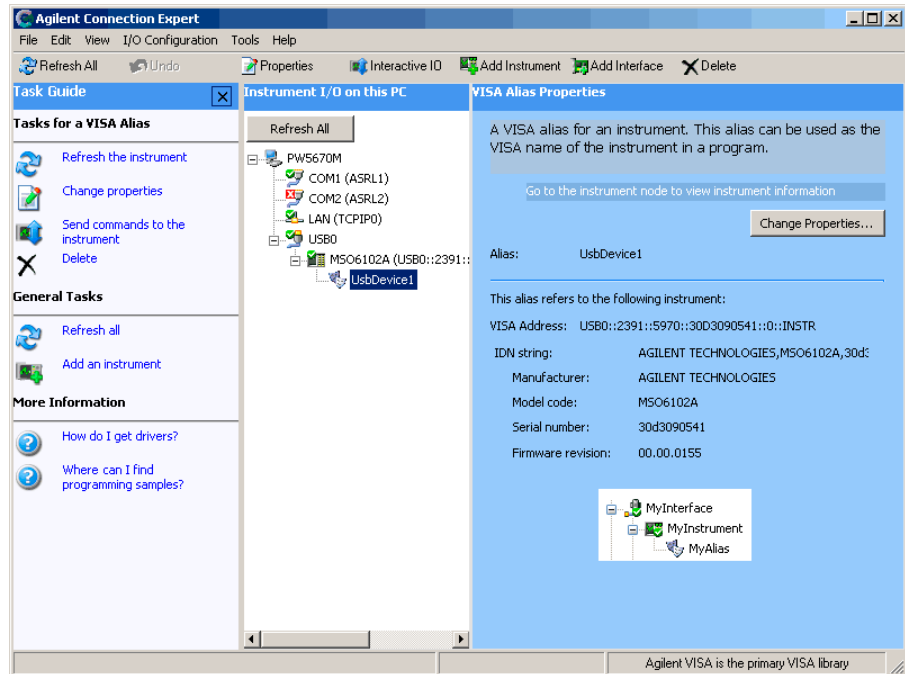 Agilent Connection Expert
File Edit View I/O Configuration Tools Help
Refresh All Undo Properties Interactive IO Add Instrument Add Interface Delete
Task Guide
Tasks for a VISA Alias
Refresh the instrument
Change properties
Send commands to the
instrument
Delete
General Tasks
Refresh all
Add an instrument
More Information
How do I get drivers?
Where can I find
programming samples?
Instrument I/O on this PC
Refresh All
PW5670M
COM1 (ASRL1)
COM2 (ASRL2)
LAN (TCPIP0)
USB0
MSO6102A (USB0::2391::
UsbDevice1
VISA Alias Properties
A VISA alias for an instrument. This alias can be used as the
VISA name of the instrument in a program.
Go to the instrument node to view instrument information
Change Properties...
Alias: UsbDevice1
This alias refers to the following instrument:
VISA Address: USB0::2391::5970::30D3090541::0::INSTR
IDN string: AGILENT TECHNOLOGIES,MSO6102A,30d3
Manufacturer: AGILENT TECHNOLOGIES
Model code: MSO6102A
Serial number: 30d3090541
Firmware revision: 00.00.0155
MyInterface
MyInstrument
MyAlias
Agilent VISA is the primary VISA library